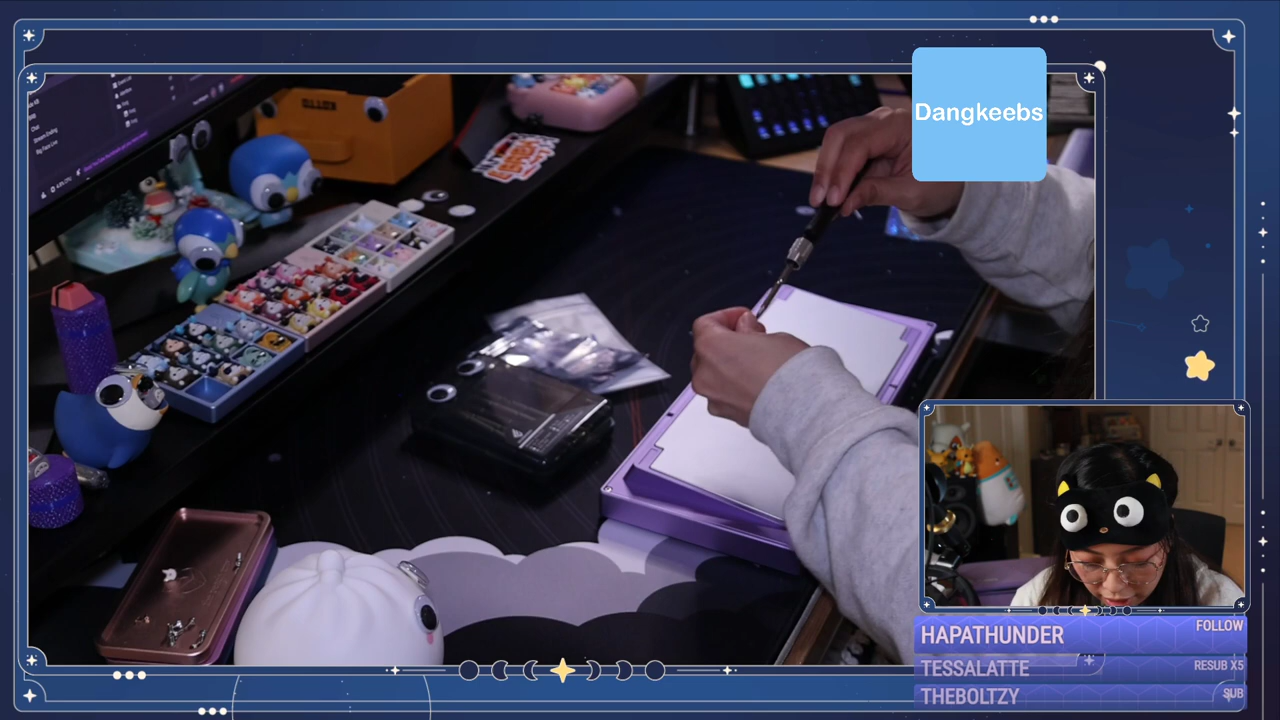 Dangkeebs
HAPATHUNDER
FOLLOW
TESSALATTE
RESUB X5
THEBOLTZY
SUB